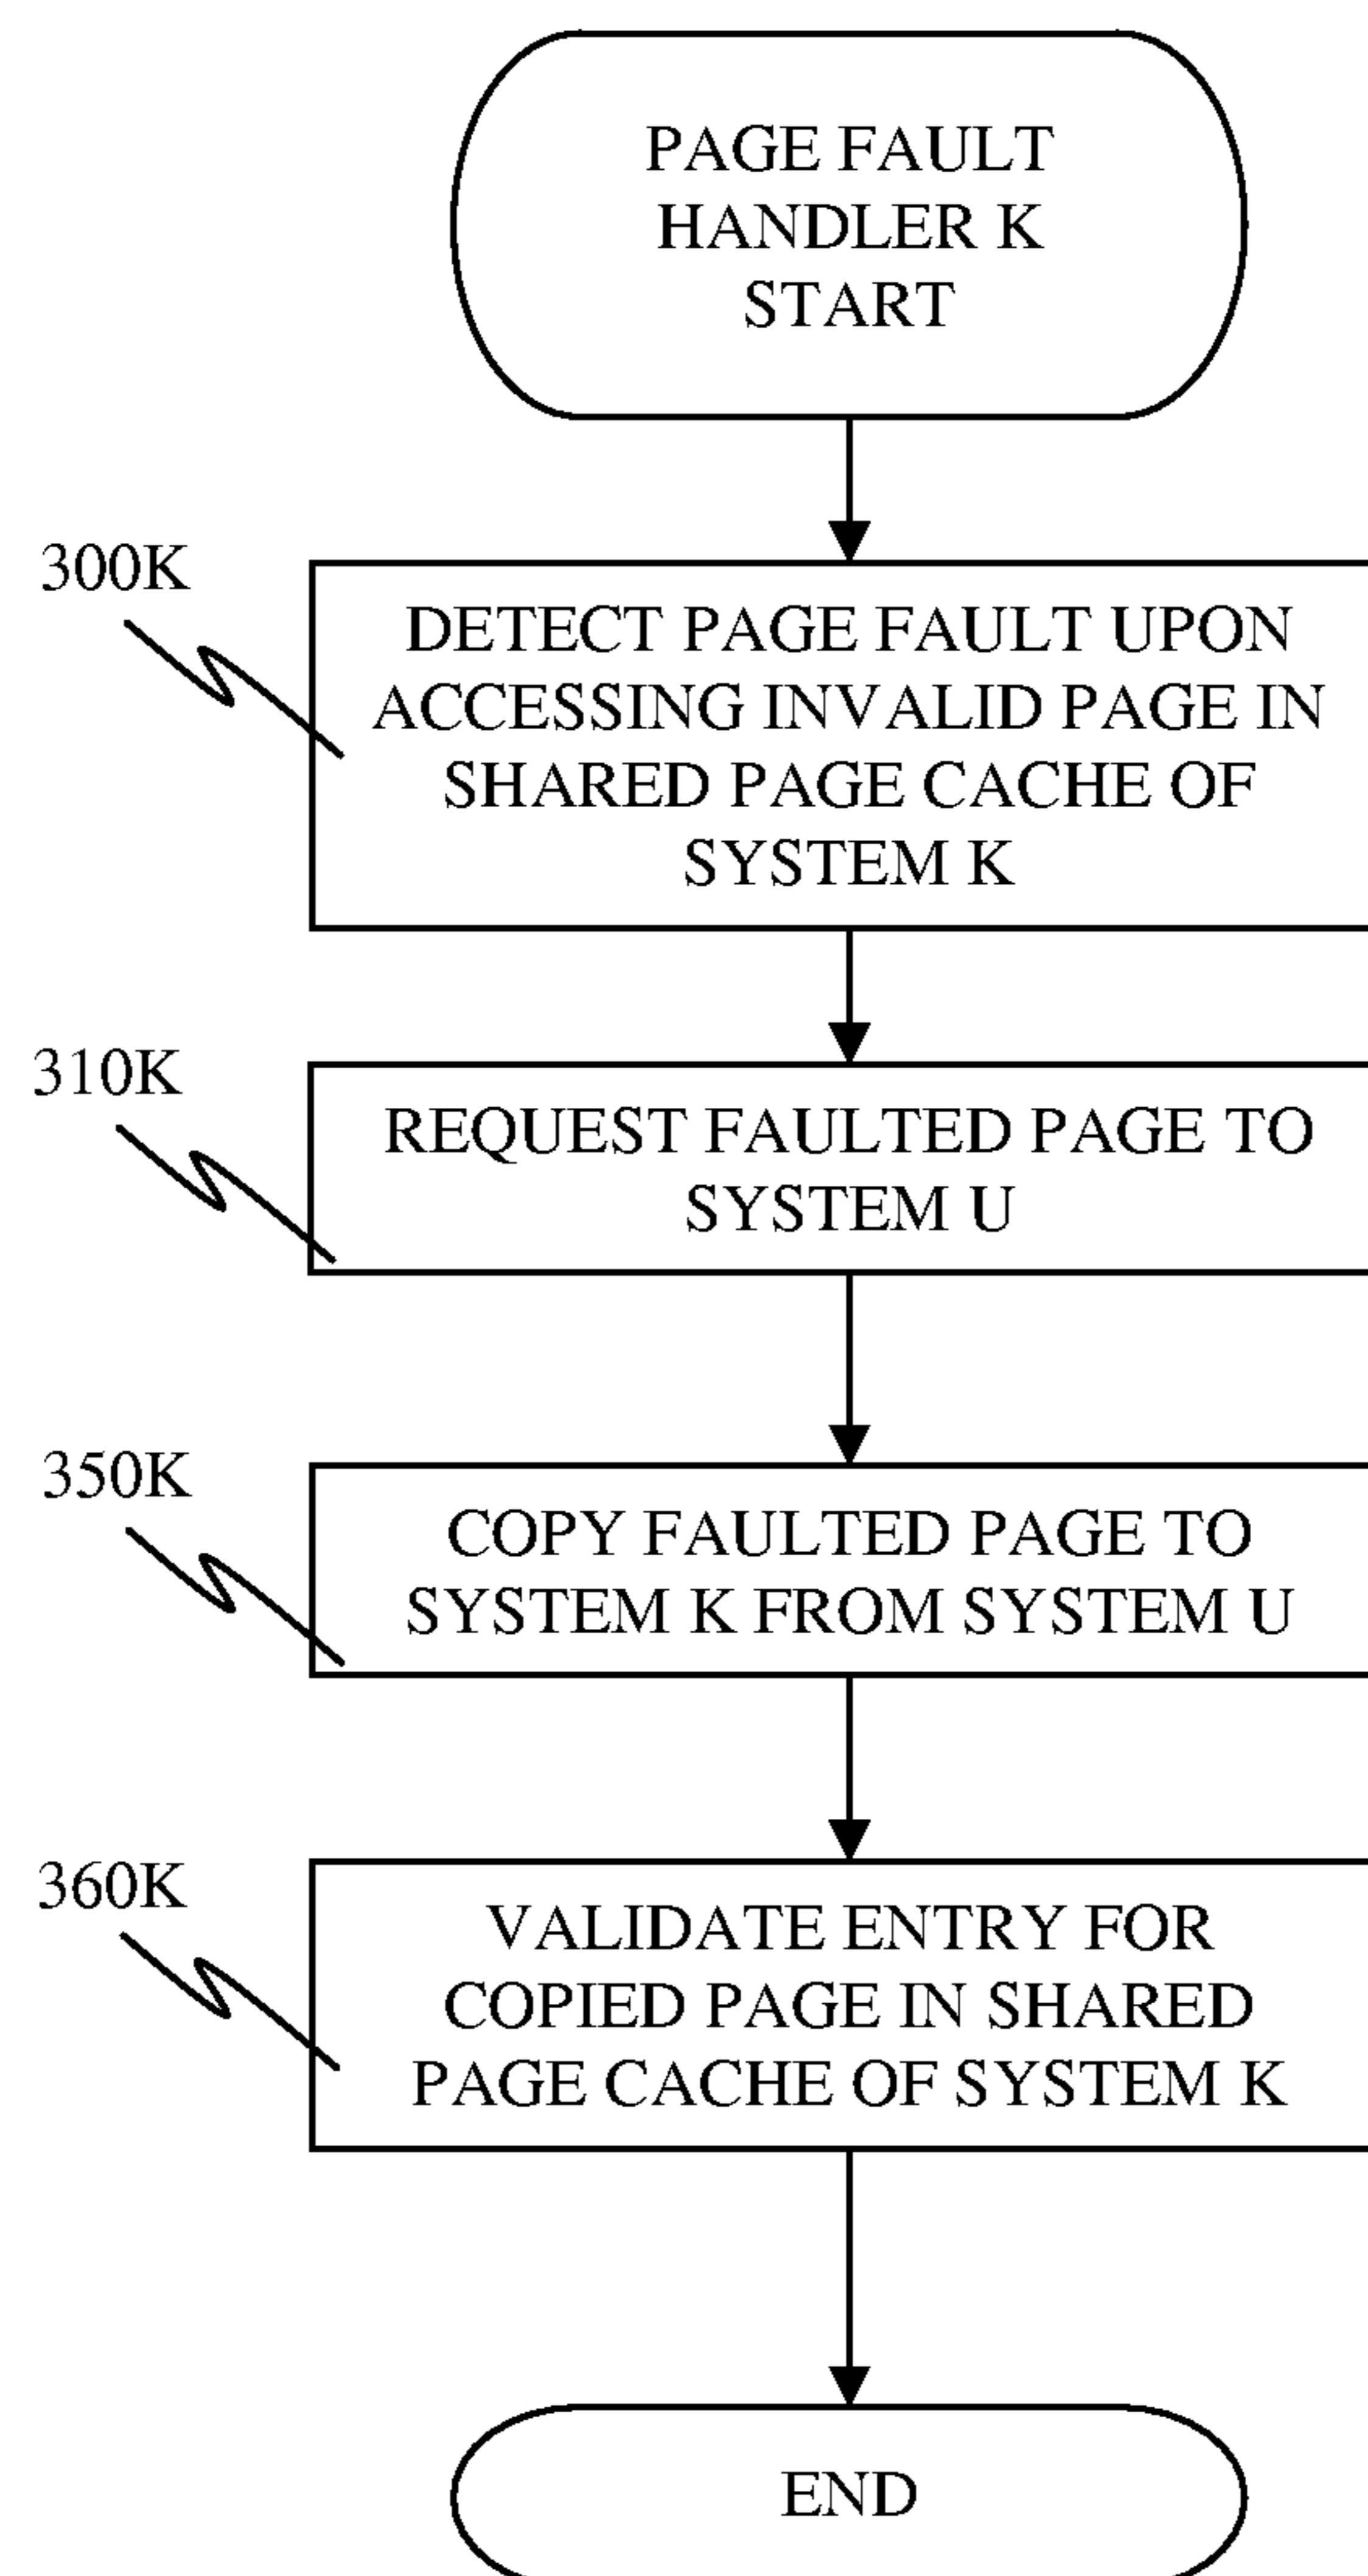 PAGE FAULT
HANDLER K
START
300K
DETECT PAGE FAULT UPON
ACCESSING INVALID PAGE IN
SHARED PAGE CACHE OF
SYSTEM K
310K
REQUEST FAULTED PAGE TO
SYSTEM U
350K
COPY FAULTED PAGE TO
SYSTEM K FROM SYSTEM U
360K
VALIDATE ENTRY FOR
COPIED PAGE IN SHARED
PAGE CACHE OF SYSTEM K
END